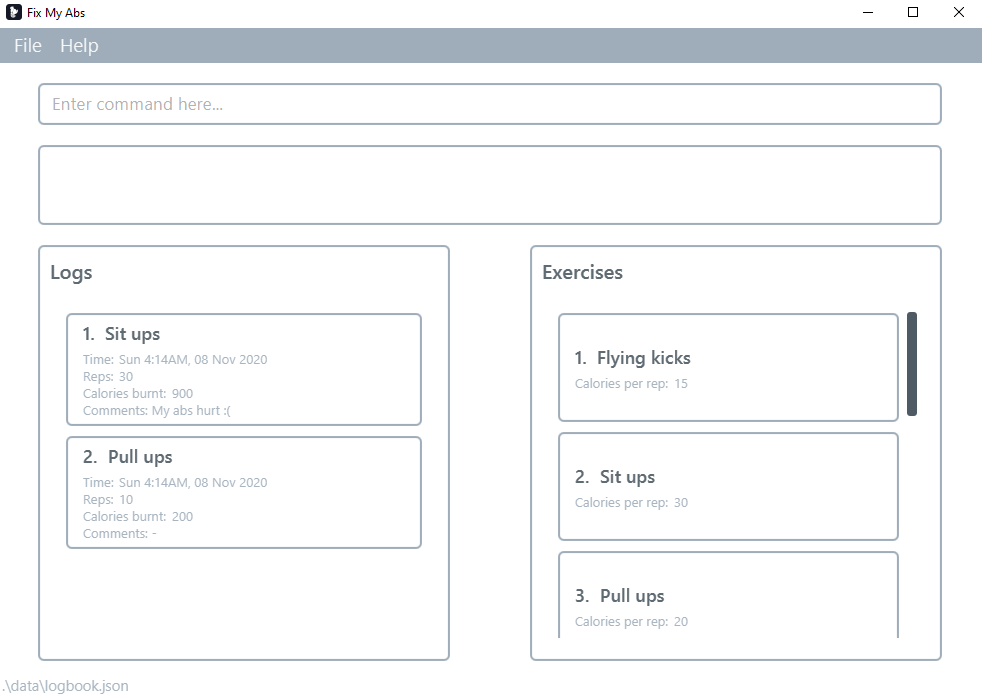 Fix My Abs
File Help
Enter command here...
Logs
1. Sit ups
Time: Sun 4:14AM, 08 Nov 2020
Reps: 30
Calories burnt: 900
Comments: My abs hurt :(
2. Pull ups
Time: Sun 4:14AM, 08 Nov 2020
Reps: 10
Calories burnt: 200
Comments: -
Exercises
1. Flying kicks
Calories per rep: 15
2. Sit ups
Calories per rep: 30
3. Pull ups
Calories per rep: 20
.\data\logbook.json